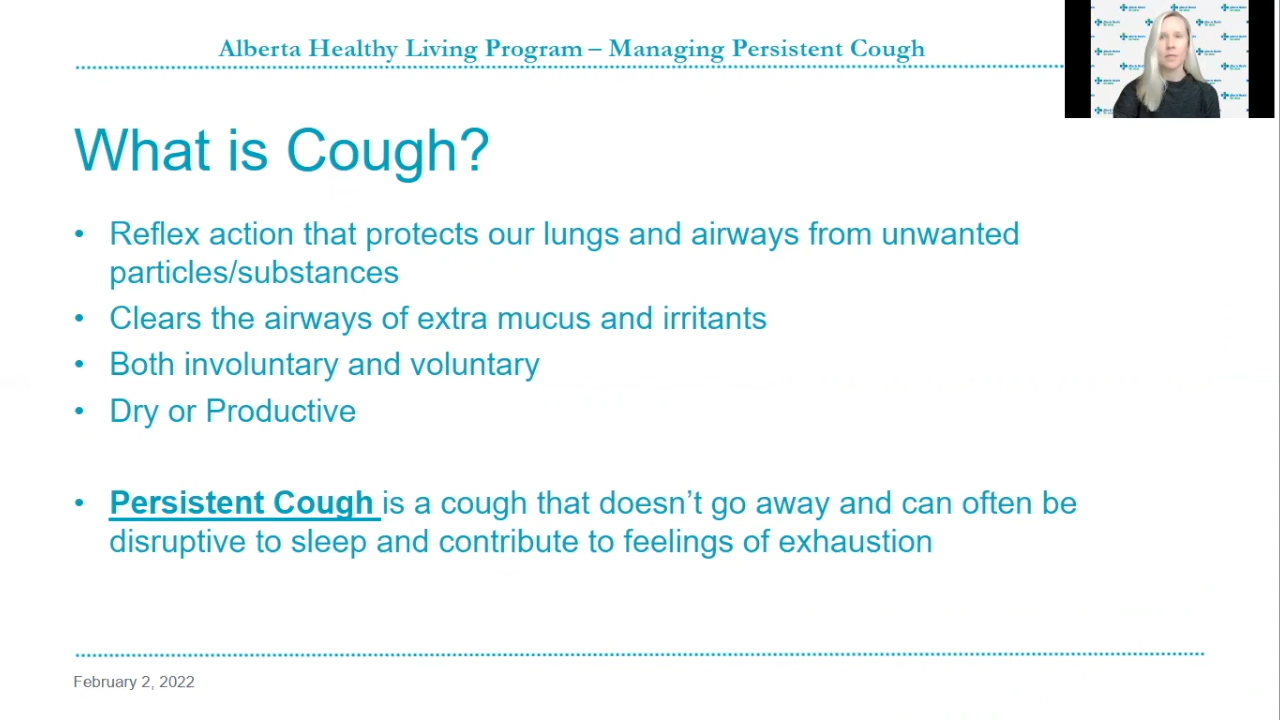 Alberta Healthy Living Program – Managing Persistent Cough
What is Cough?
• Reflex action that protects our lungs and airways from unwanted
particles/substances
• Clears the airways of extra mucus and irritants
• Both involuntary and voluntary
• Dry or Productive
• Persistent Cough is a cough that doesn’t go away and can often be
disruptive to sleep and contribute to feelings of exhaustion
February 2, 2022